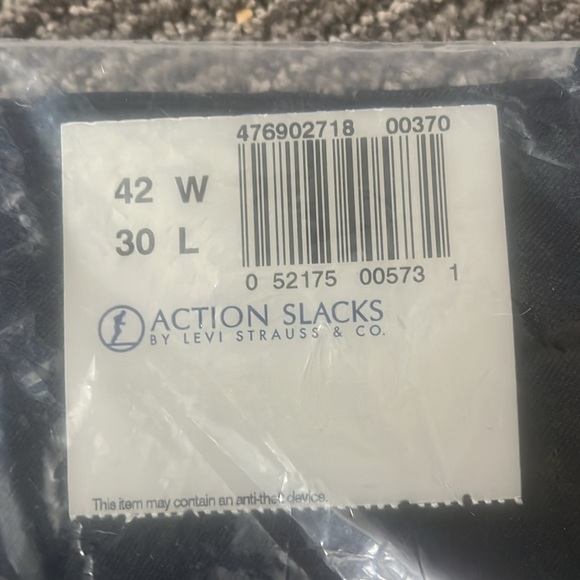 476902718 00370
42 W
30 L
0 52175 00573 1
ACTION SLACKS
BY LEVI STRAUSS & CO.
This item may contain an anti-theft device.